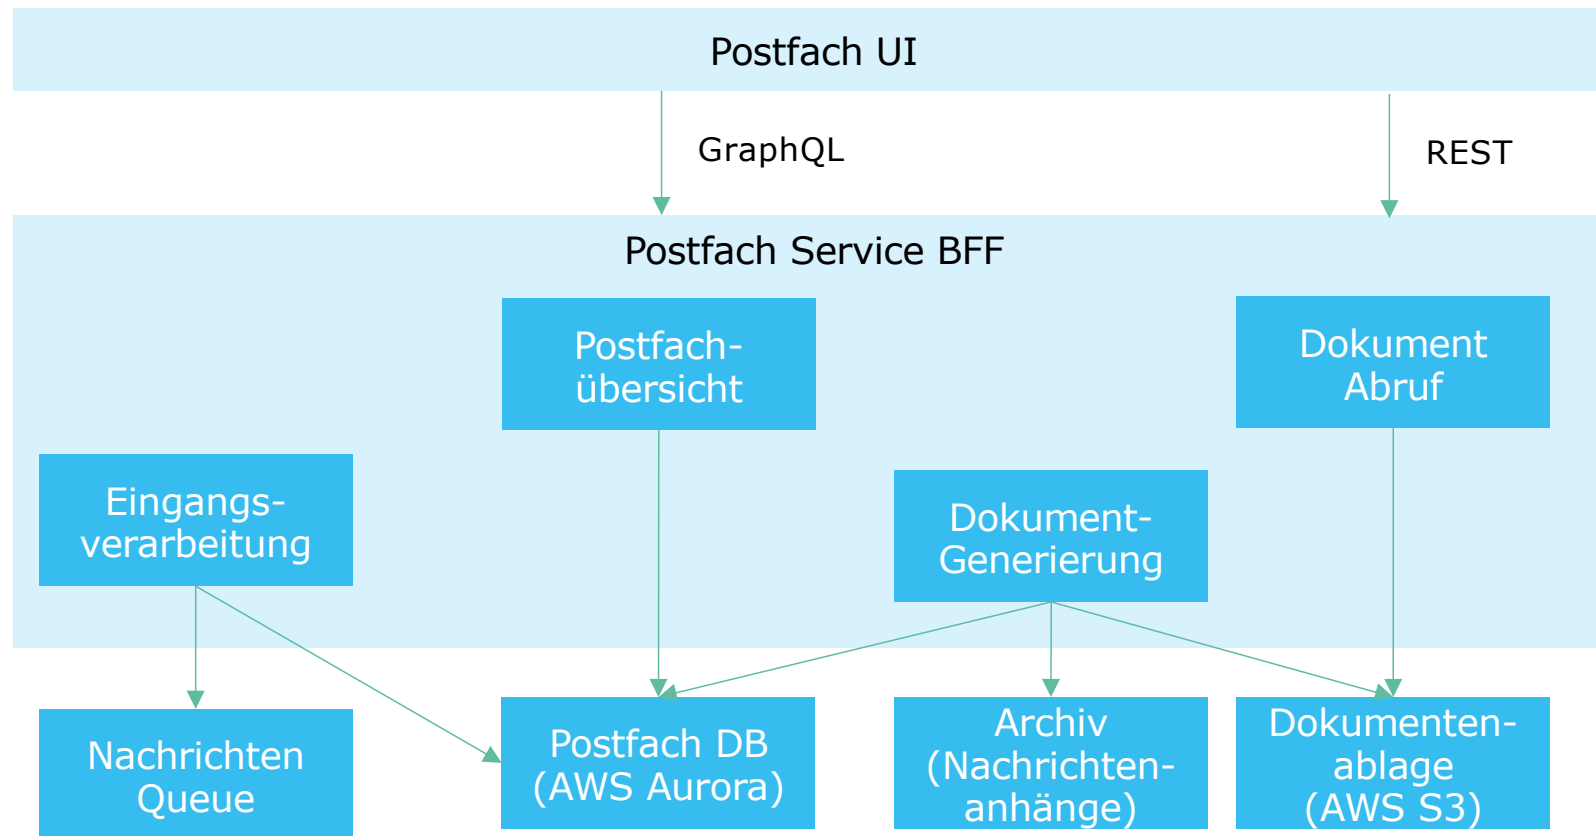 Postfach UI
GraphQL
REST
Postfach Service BFF
Postfach-
übersicht
Dokument
Abruf
Eingangs-
verarbeitung
Dokument-
Generierung
Nachrichten
Queue
Postfach DB
(AWS Aurora)
Archiv
(Nachrichten-
anhänge)
Dokumenten-
ablage
(AWS S3)